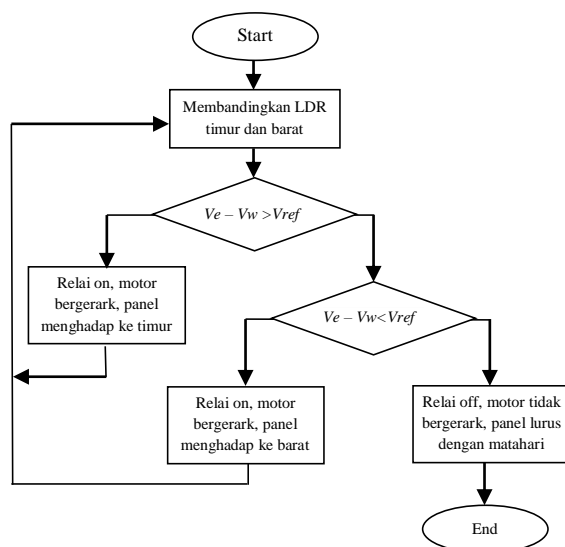 Start
Membandingkan LDR
timur dan barat
Ve – Vw >Vref
Relai on, motor
bergerark, panel
menghadap ke timur
Ve – Vw<Vref
Relai on, motor
bergerark, panel
menghadap ke barat
Relai off, motor tidak
bergerark, panel lurus
dengan matahari
End